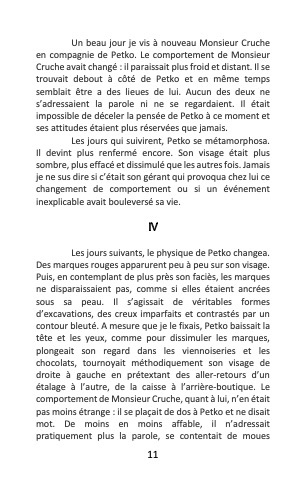 Un beau jour je vis à nouveau Monsieur Cruche
en compagnie de Petko. Le comportement de Monsieur
Cruche avait changé : il paraissait plus froid et distant. Il se
trouvait debout à côté de Petko et en même temps
semblait être a des lieues de lui. Aucun des deux ne
s’adressaient la parole ni ne se regardaient. Il était
impossible de déceler la pensée de Petko à ce moment et
ses attitudes étaient plus réservées que jamais.
Les jours qui suivirent, Petko se métamorphosa.
Il devint plus renfermé encore. Son visage était plus
sombre, plus effacé et dissimulé que les autres fois. Jamais
je ne sus dire si c’était son gérant qui provoqua chez lui ce
changement de comportement ou si un événement
inexplicable avait bouleversé sa vie.
IV
Les jours suivants, le physique de Petko changea.
Des marques rouges apparurent peu à peu sur son visage.
Puis, en contemplant de plus près son faciès, les marques
ne disparaissaient pas, comme si elles étaient ancrées
sous sa peau. Il s’agissait de véritables formes
d’excavations, des creux imparfaits et contrastés par un
contour bleuté. A mesure que je le fixais, Petko baissait la
tête et les yeux, comme pour dissimuler les marques,
plongeait son regard dans les viennoiseries et les
chocolats, tournoyait méthodiquement son visage de
droite à gauche en prétextant des aller-retours d’un
étalage à l’autre, de la caisse à l’arrière-boutique. Le
comportement de Monsieur Cruche, quant à lui, n’en était
pas moins étrange : il se plaçait de dos à Petko et ne disait
mot. De moins en moins affable, il n’adressait
pratiquement plus la parole, se contentait de moues
11